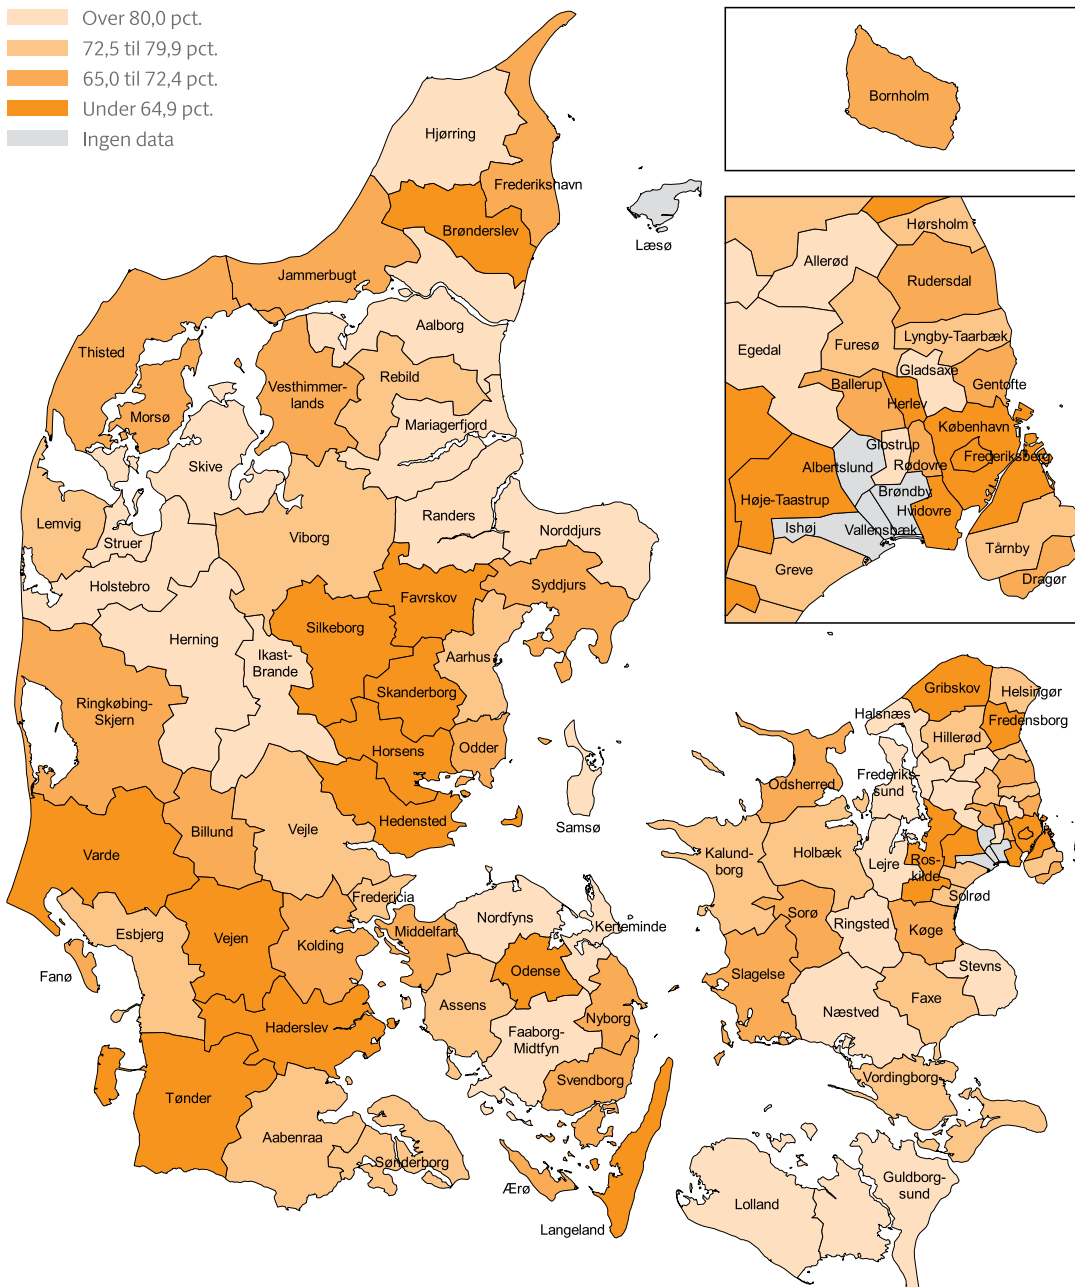 Over 80,0 pct.
72,5 til 79,9 pct.
65,0 til 72,4 pct.
Under 64,9 pct.
Ingen data
Hjørring
Frederikshavn
Brønderslev
Læsø
Jammerbugt
Aalborg
Thisted
Rebild
Vesthimmer-
lands
Morsø
Mariagerfjord
Skive
Lemvig
Struer
Viborg
Randers
Norddjurs
Holstebro
Favrskov
Syddjurs
Silkeborg
Herning
Ikast-
Brande
Aarhus
Skanderborg
Ringkøbing-
Skjern
Horsens
Odder
Samsø
Hedensted
Billund
Vejle
Varde
Fredericia
Esbjerg
Vejen
Kolding
Fanø
Haderslev
Tønder
Aabenraa
Sønderborg
Nordfyns
Kerteminde
Middelfart
Odense
Assens
Nyborg
Faaborg-
Midtfyn
Svendborg
Ærø
Langeland
Bornholm
Hørsholm
Allerød
Rudersdal
Egedal
Furesø
Lyngby-Taarbæk
Gladsaxe
Ballerup
Gentofte
Herlev
København
Glostrup
Frederiksberg
Albertslund
Rødovre
Høje-Taastrup
Brøndby
Hvidovre
Ishøj
Vallensbæk
Tårnby
Greve
Dragør
Gribskov
Helsingør
Halsnæs
Fredensborg
Hillerød
Frederiks-
sund
Odsherred
Kalund-
borg
Holbæk
Lejre
Ros-
kilde
Solrød
Sorø
Ringsted
Køge
Slagelse
Stevns
Næstved
Faxe
Vordingborg
Guldborg-
sund
Lolland